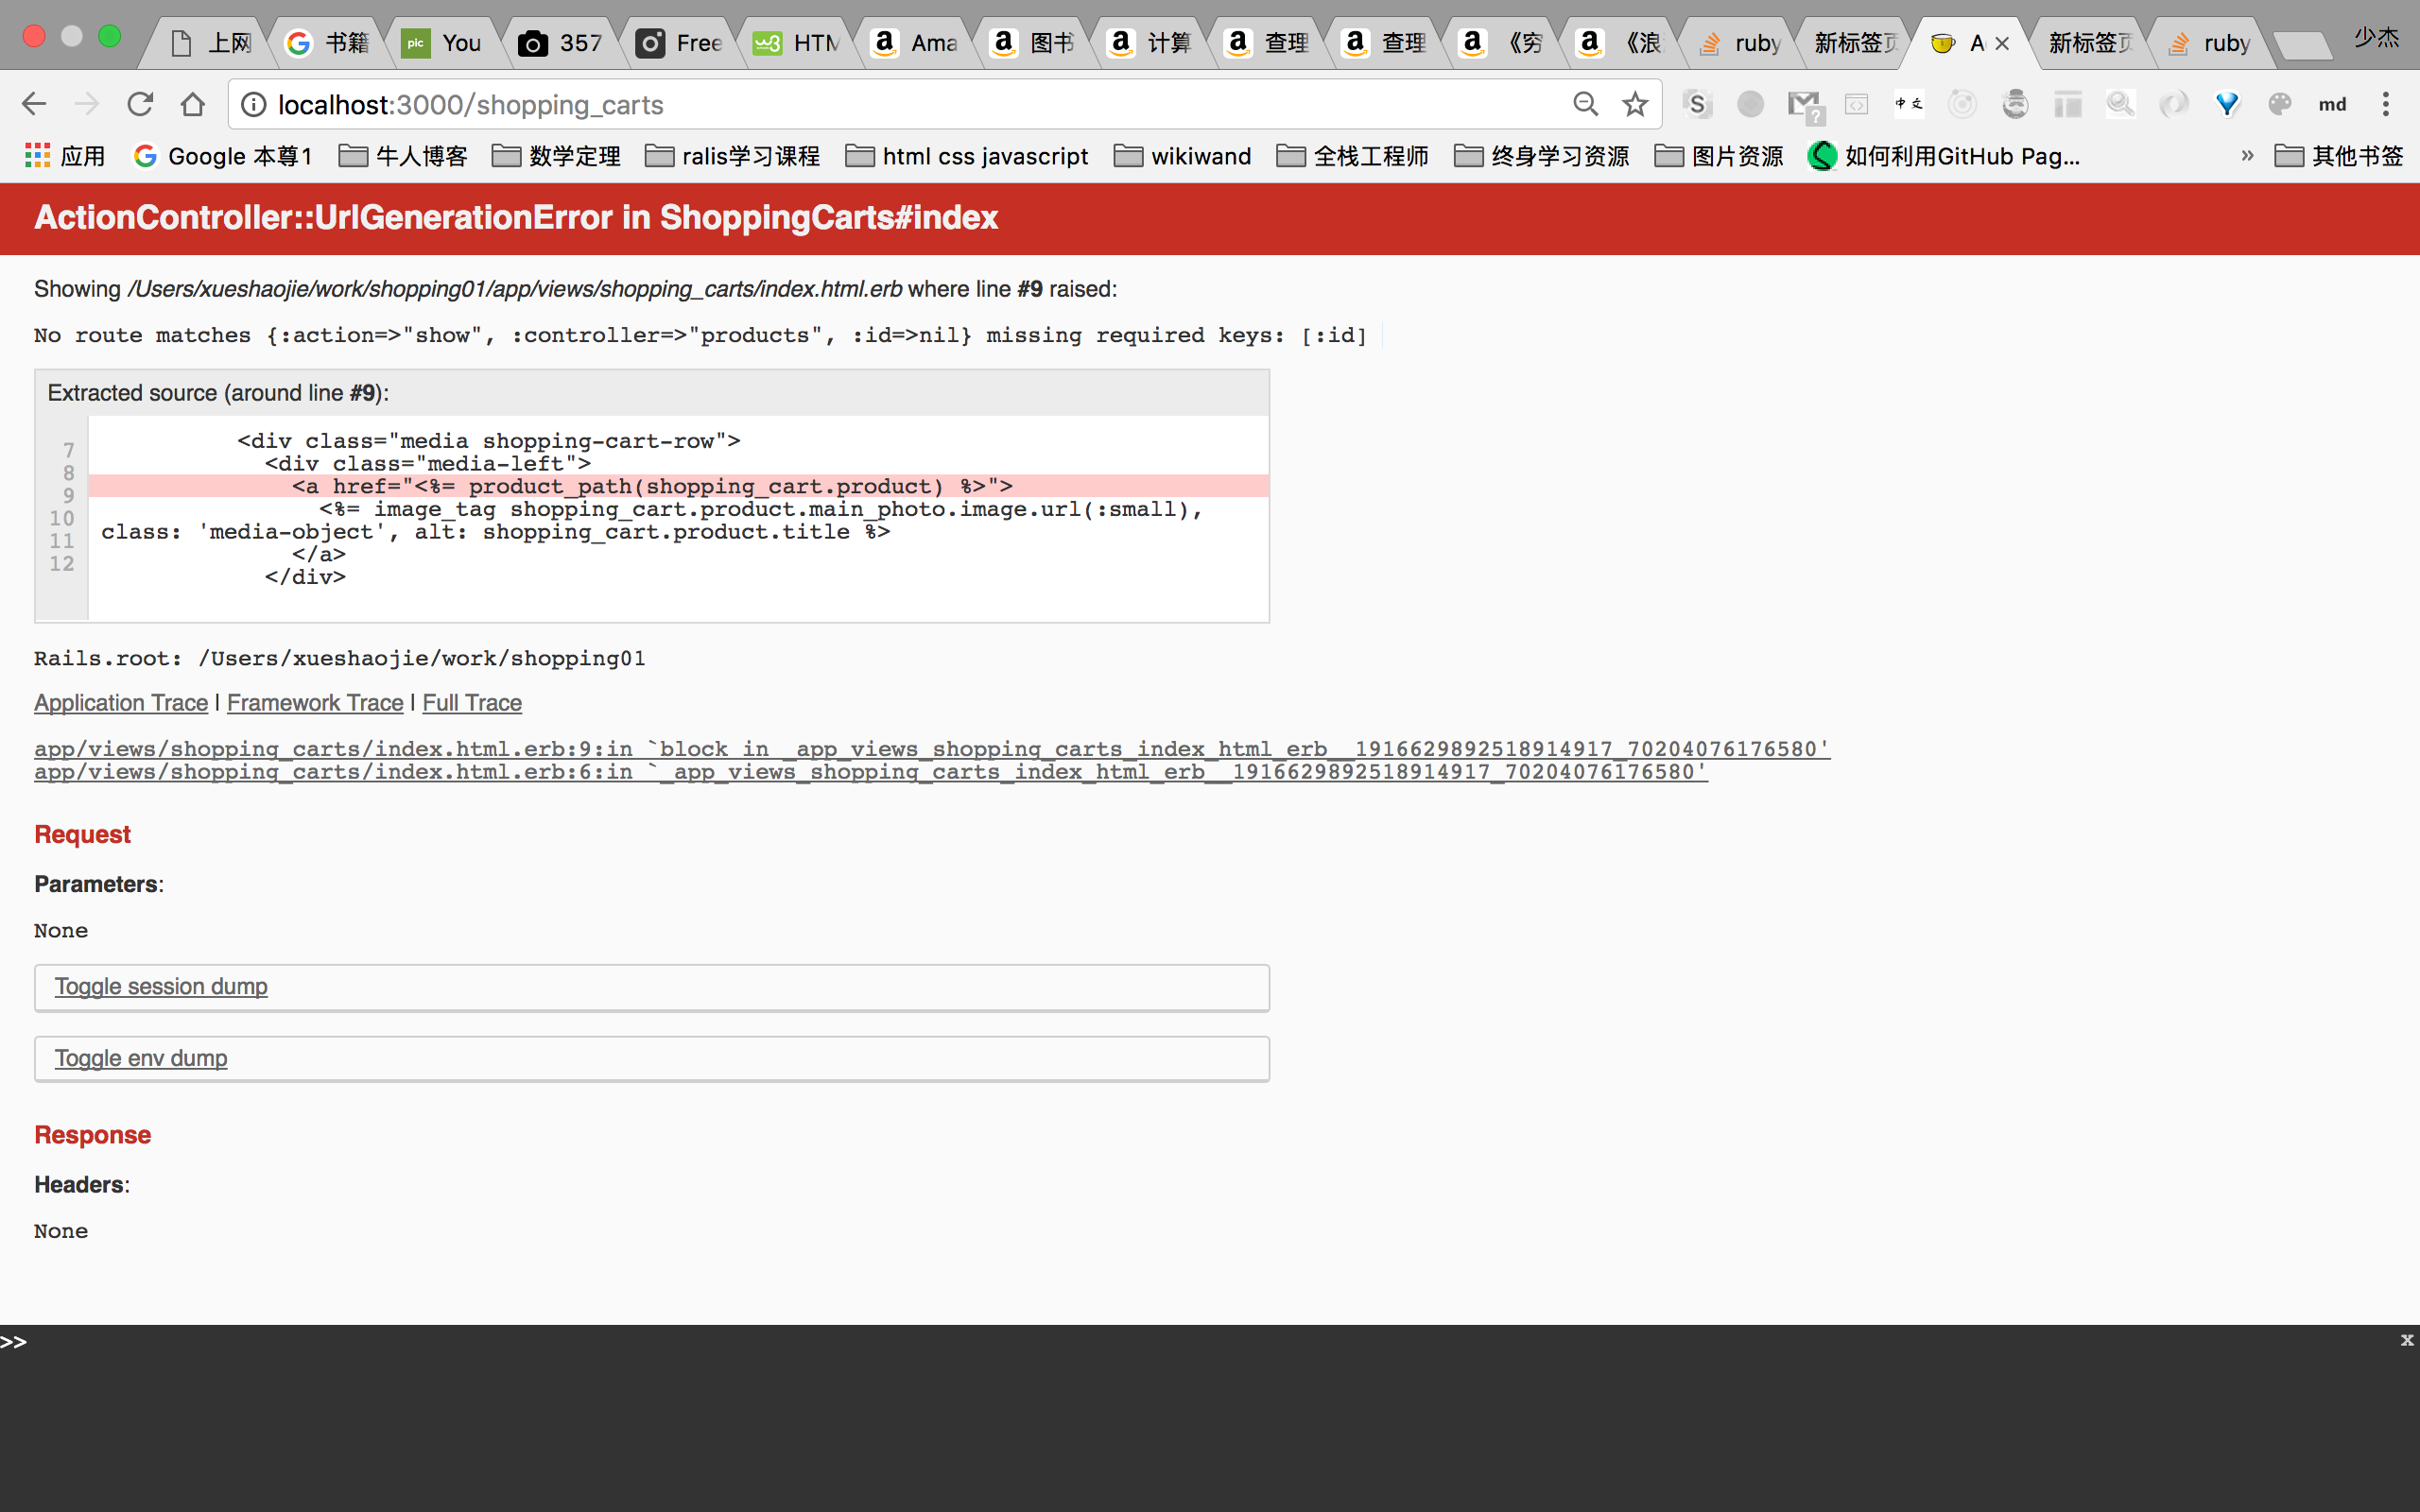 上网 书籍 pic You 357 Free w3 HTM a Ama a 图书 a 计算 a 查理 a 查理 a 《穷 a 《浪 ruby 新标签页 A 新标签页 ruby 少杰
localhost:3000/shopping_carts S ? 中文 md
应用 Google 本尊1 牛人博客 数学定理 ralis学习课程 html css javascript wikiwand 全栈工程师 终身学习资源 图片资源 如何利用GitHub Pag... » 其他书签
ActionController::UrlGenerationError in ShoppingCarts#index
Showing /Users/xueshaojie/work/shopping01/app/views/shopping_carts/index.html.erb where line #9 raised:
No route matches {:action=>"show", :controller=>"products", :id=>nil} missing required keys: [:id]
Extracted source (around line #9):
7 <div class="media shopping-cart-row">
8 <div class="media-left">
9 <a href="<%= product_path(shopping_cart.product) %>">
10 <%= image_tag shopping_cart.product.main_photo.image.url(:small),
11 class: 'media-object', alt: shopping_cart.product.title %>
12 </a>
</div>
Rails.root: /Users/xueshaojie/work/shopping01
Application Trace | Framework Trace | Full Trace
app/views/shopping_carts/index.html.erb:9:in `block in _app_views_shopping_carts_index_html_erb__1916629892518914917_70204076176580'
app/views/shopping_carts/index.html.erb:6:in `_app_views_shopping_carts_index_html_erb__1916629892518914917_70204076176580'
Request
Parameters:
None
Toggle session dump
Toggle env dump
Response
Headers:
None
>> x